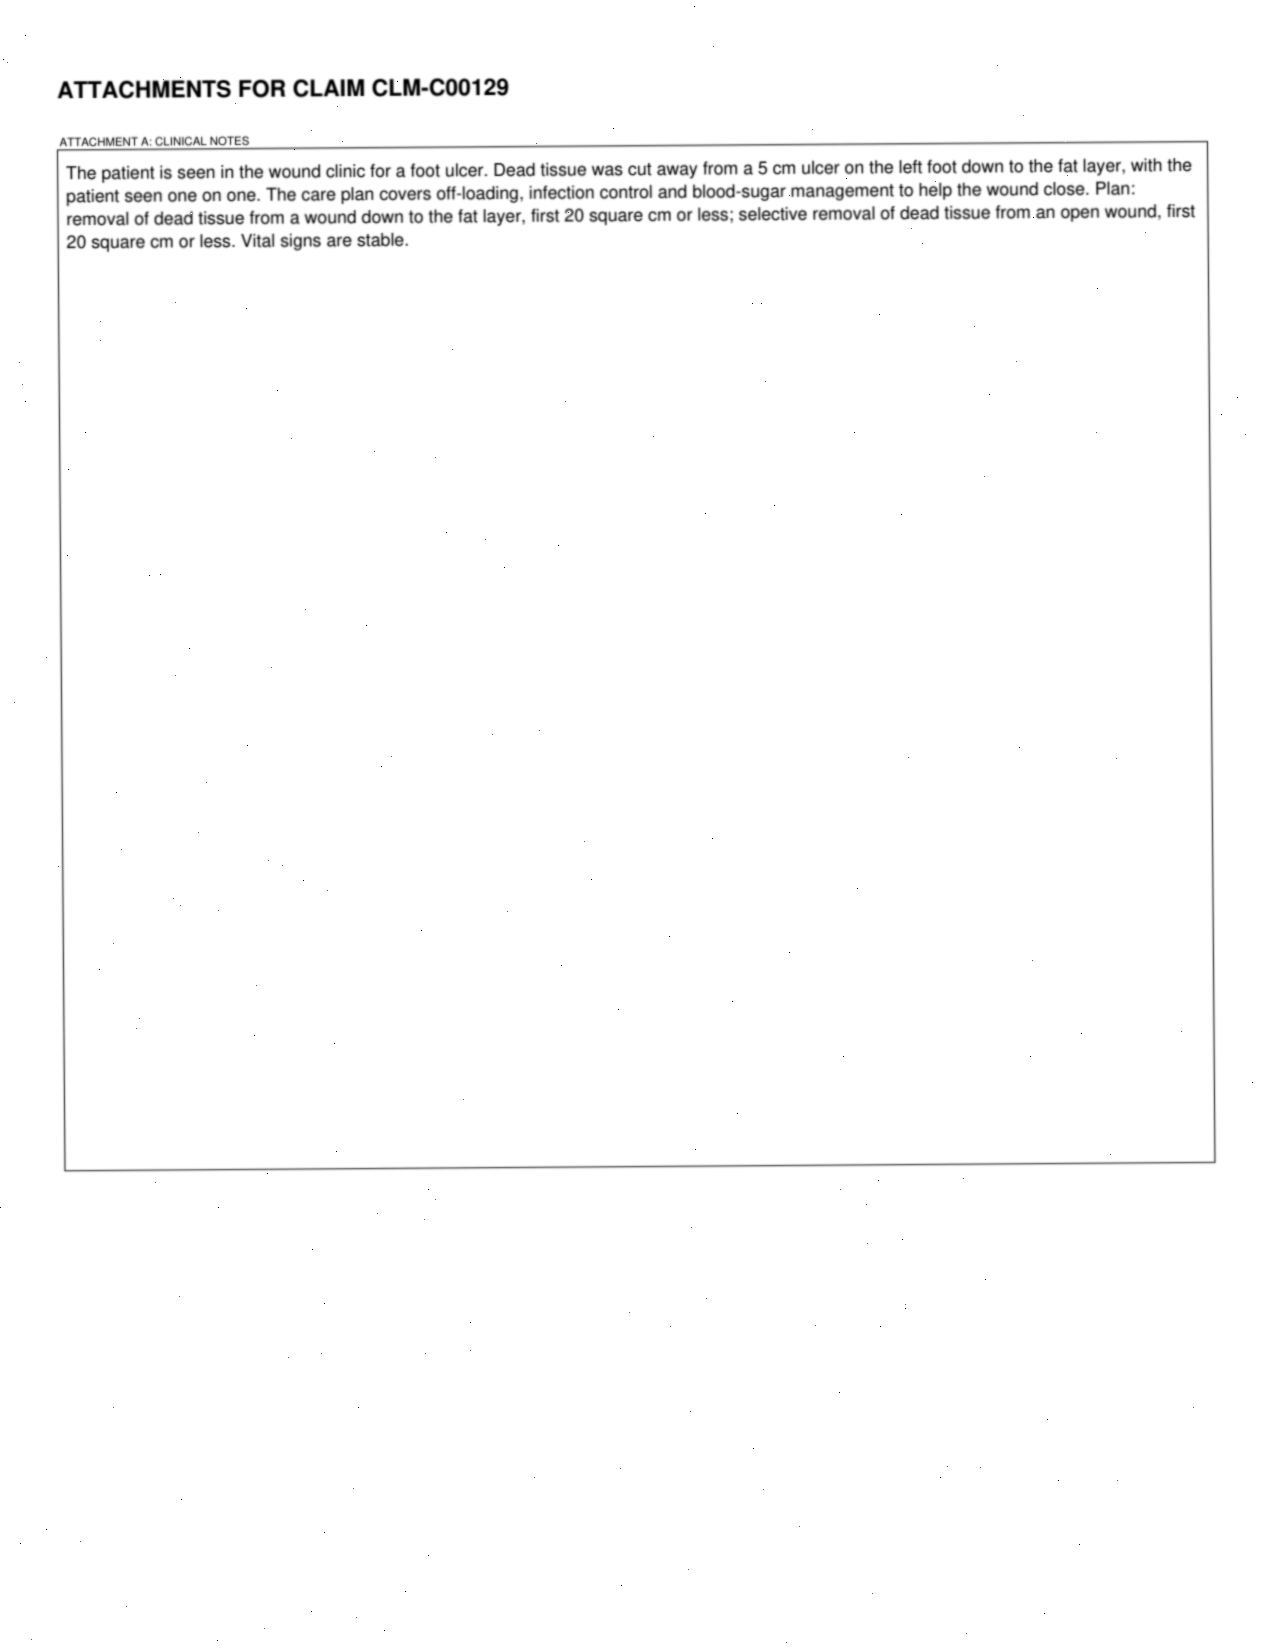 ATTACHMENTS FOR CLAIM CLM-C00129
ATTACHMENT A: CLINICAL NOTES
The patient is seen in the wound clinic for a foot ulcer. Dead tissue was cut away from a 5 cm ulcer on the left foot down to the fat layer, with the
patient seen one on one. The care plan covers off-loading, infection control and blood-sugar management to help the wound close. Plan:
removal of dead tissue from a wound down to the fat layer, first 20 square cm or less; selective removal of dead tissue from an open wound, first
20 square cm or less. Vital signs are stable.